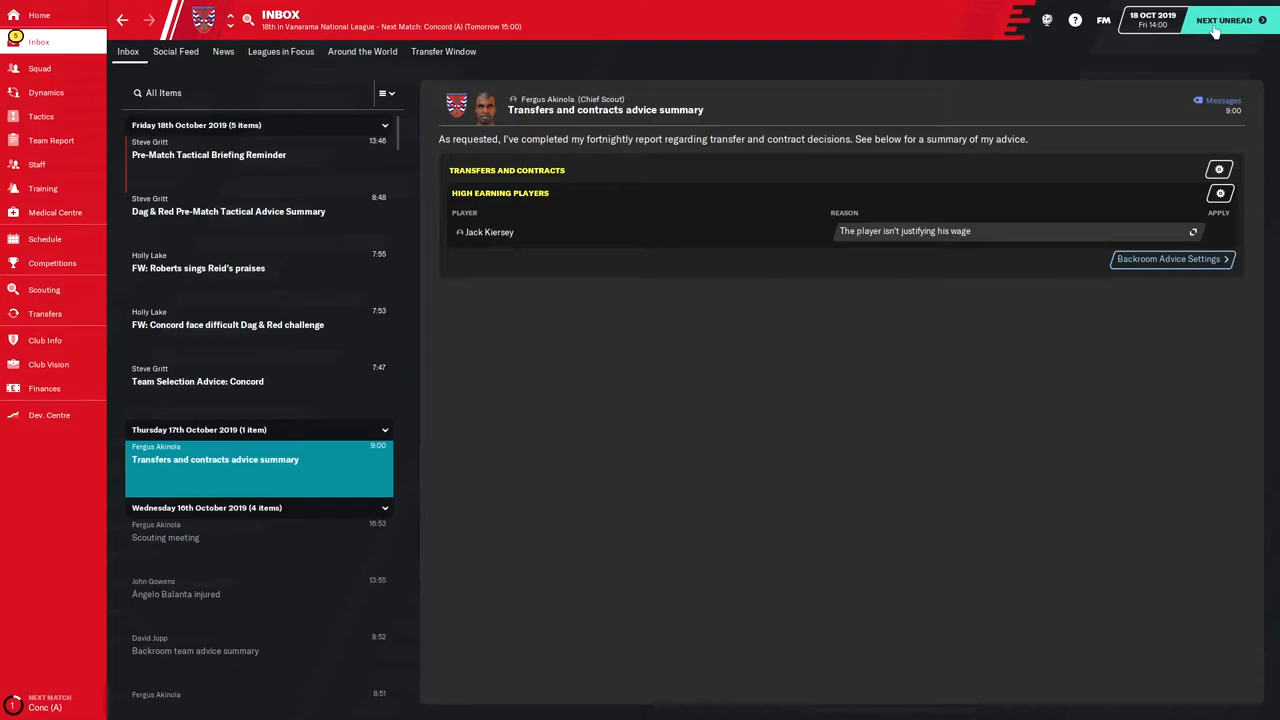 INBOX
18th in Vanarama National League - Next Match: Concord (A) (Tomorrow 15:00)
FM
18 OCT 2019
Fri 14:00
NEXT UNREAD
Home
5
Inbox
Squad
Dynamics
Tactics
Team Report
Staff
Training
Medical Centre
Schedule
Competitions
Scouting
Transfers
Club Info
Club Vision
Finances
Dev. Centre
1
NEXT MATCH
Conc (A)
Inbox
Social Feed
News
Leagues in Focus
Around the World
Transfer Window
All Items
Friday 18th October 2019 (5 items)
Steve Gritt 13:46
Pre-Match Tactical Briefing Reminder
Steve Gritt 8:48
Dag & Red Pre-Match Tactical Advice Summary
Holly Lake 7:55
FW: Roberts sings Reid's praises
Holly Lake 7:53
FW: Concord face difficult Dag & Red challenge
Steve Gritt 7:47
Team Selection Advice: Concord
Thursday 17th October 2019 (1 item)
Fergus Akinola 9:00
Transfers and contracts advice summary
Wednesday 16th October 2019 (4 items)
Fergus Akinola 16:53
Scouting meeting
John Gowens 13:55
Ángelo Balanta injured
David Jupp 8:52
Backroom team advice summary
Fergus Akinola 8:51
Fergus Akinola (Chief Scout)
Transfers and contracts advice summary
Messages
9:00
As requested, I've completed my fortnightly report regarding transfer and contract decisions. See below for a summary of my advice.
TRANSFERS AND CONTRACTS
HIGH EARNING PLAYERS
PLAYER REASON APPLY
Jack Kiersey The player isn't justifying his wage
Backroom Advice Settings